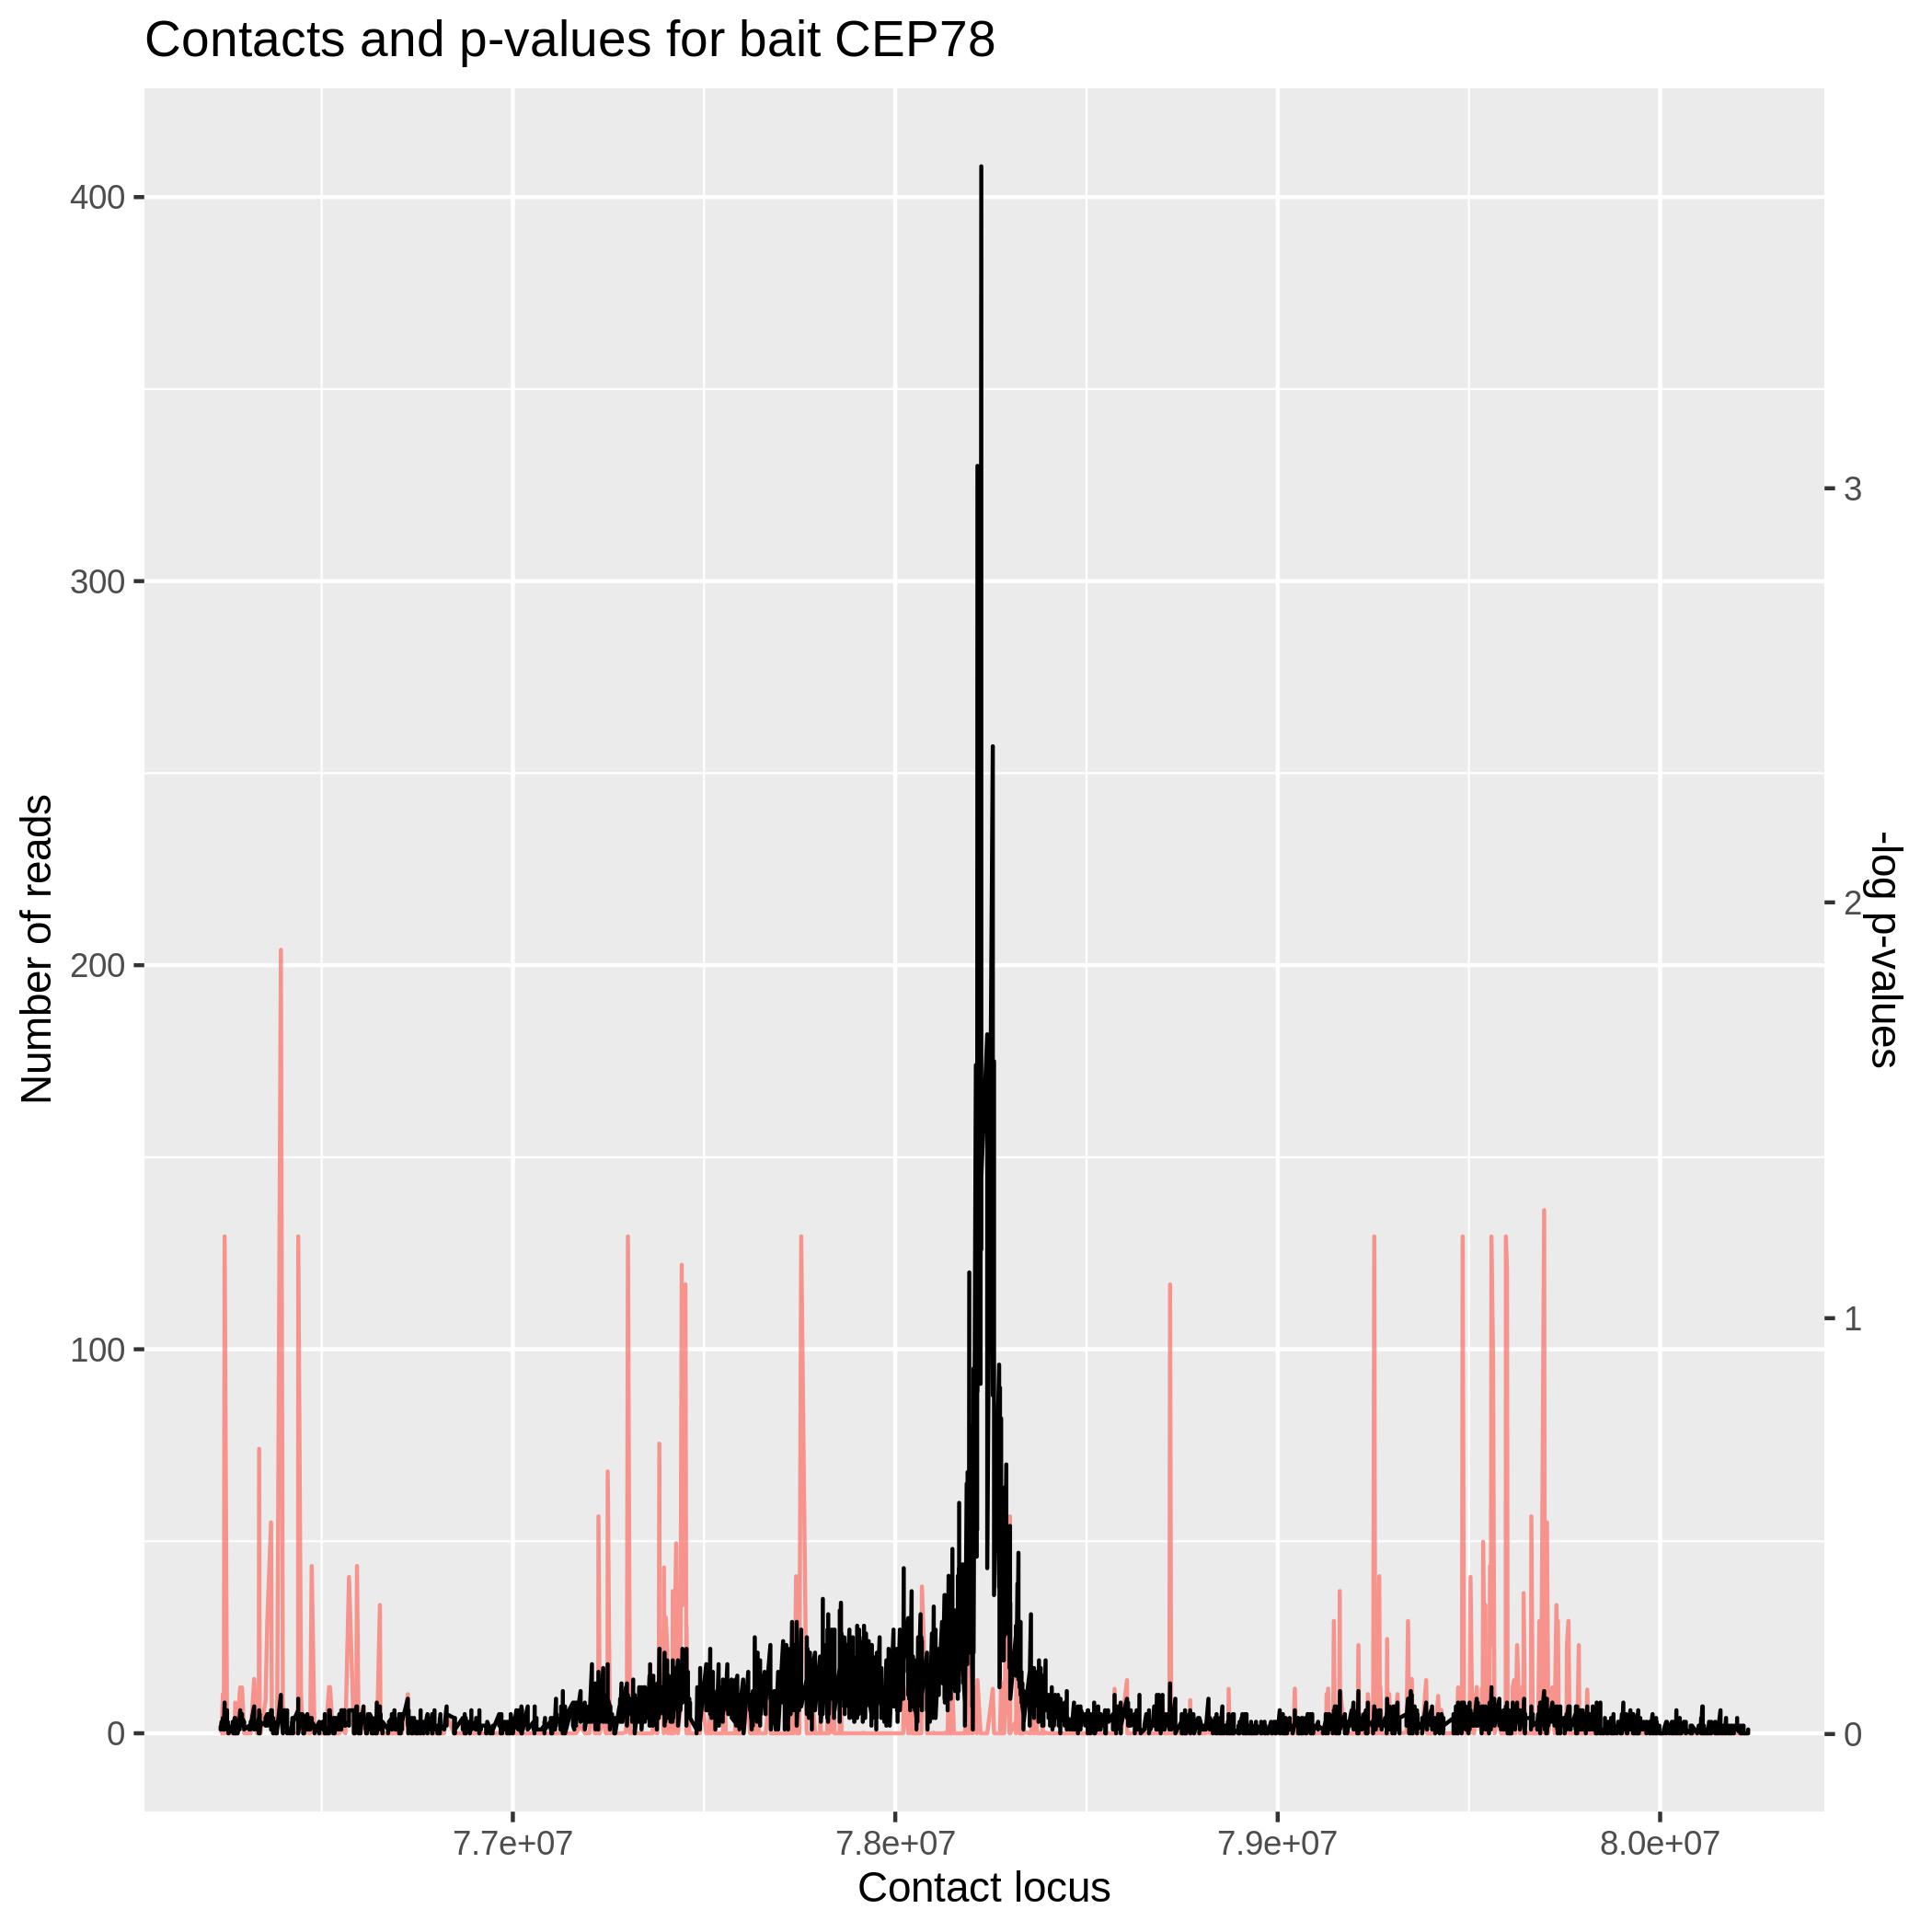 Contacts and p-values for bait CEP78
Number of reads
400
300
200
100
0
-log p-values
3
2
1
0
7.7e+07
7.8e+07
7.9e+07
8.0e+07
Contact locus